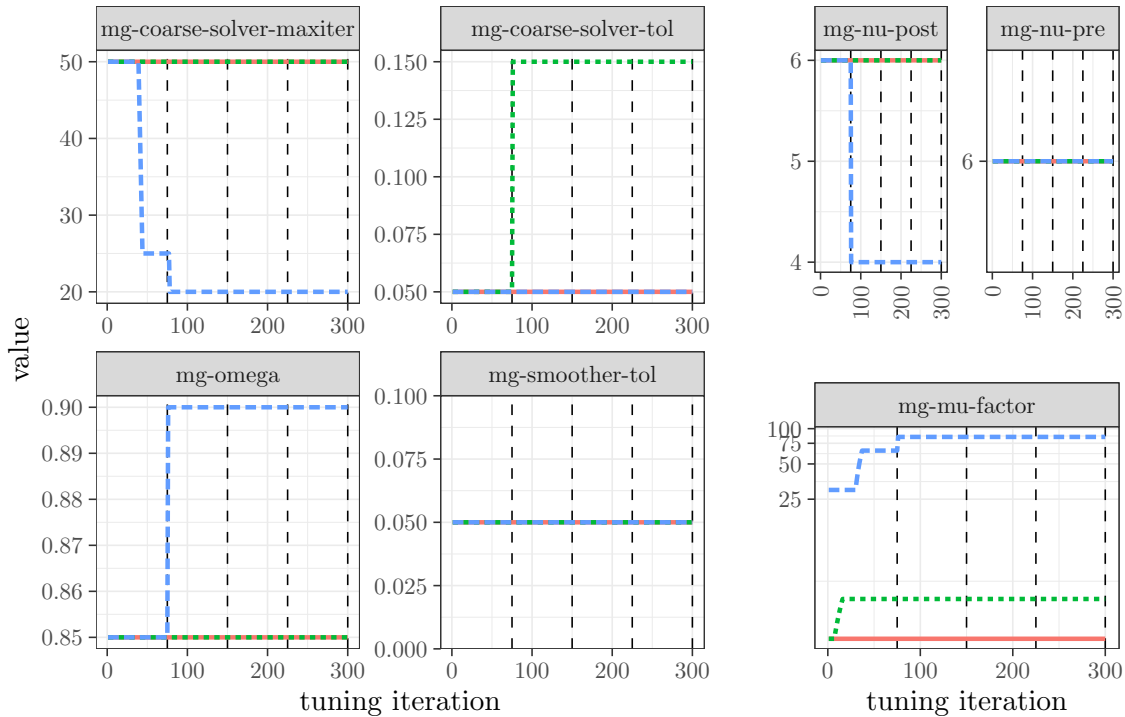 mg-coarse-solver-maxiter
50
40
30
20
0 100 200 300
mg-coarse-solver-tol
0.150
0.125
0.100
0.075
0.050
0 100 200 300
mg-nu-post
6
5
4
0 100 200 300
mg-nu-pre
6
0 100 200 300
value
mg-omega
0.90
0.89
0.88
0.87
0.86
0.85
0 100 200 300
mg-smoother-tol
0.100
0.075
0.050
0.025
0.000
0 100 200 300
tuning iteration
mg-mu-factor
100
75
50
25
0 100 200 300
tuning iteration